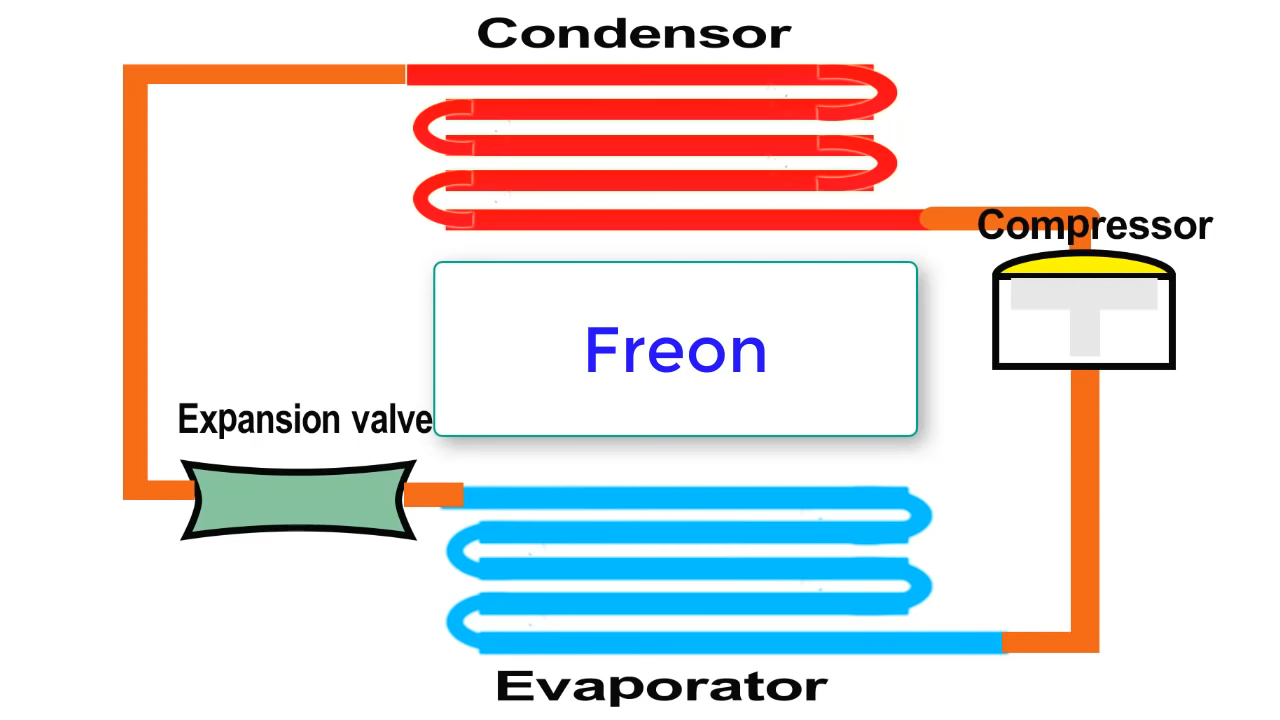 Condensor
Compressor
Freon
Expansion valve
Evaporator